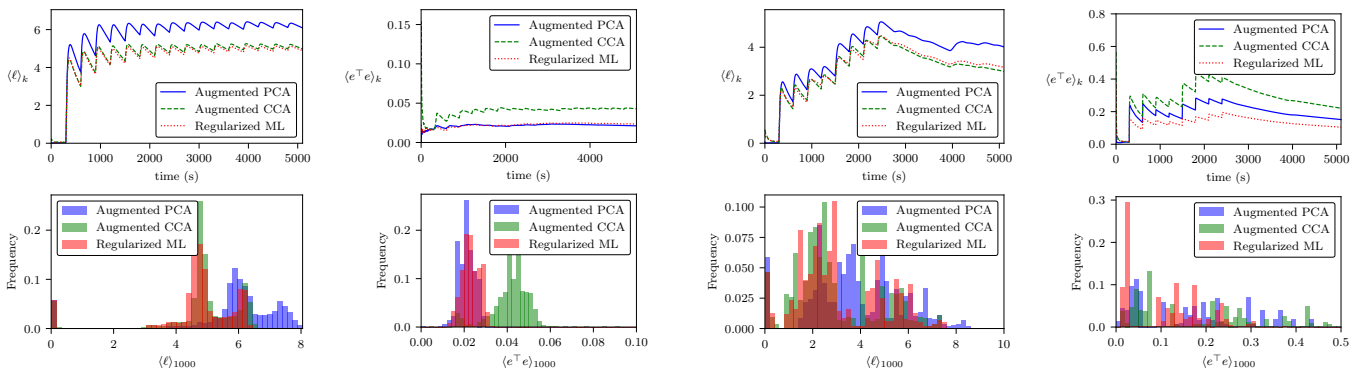 6
4
2
0
⟨ℓ⟩k
Augmented PCA
Augmented CCA
Regularized ML
0 1000 2000 3000 4000 5000
time (s)
0.15
0.10
0.05
0.00
⟨e⊤e⟩k
Augmented PCA
Augmented CCA
Regularized ML
0 2000 4000
time (s)
4
2
0
⟨ℓ⟩k
Augmented PCA
Augmented CCA
Regularized ML
0 1000 2000 3000 4000 5000
time (s)
0.8
0.6
0.4
0.2
0.0
⟨e⊤e⟩k
Augmented PCA
Augmented CCA
Regularized ML
0 1000 2000 3000 4000 5000
time (s)
Frequency
0.2
0.1
0.0
Augmented PCA
Augmented CCA
Regularized ML
0 2 4 6 8
⟨ℓ⟩1000
Frequency
0.2
0.1
0.0
Augmented PCA
Augmented CCA
Regularized ML
0.00 0.02 0.04 0.06 0.08 0.10
⟨e⊤e⟩1000
Frequency
0.100
0.075
0.050
0.025
0.000
Augmented PCA
Augmented CCA
Regularized ML
0 2 4 6 8 10
⟨ℓ⟩1000
Frequency
0.3
0.2
0.1
0.0
Augmented PCA
Augmented CCA
Regularized ML
0.0 0.1 0.2 0.3 0.4 0.5
⟨e⊤e⟩1000